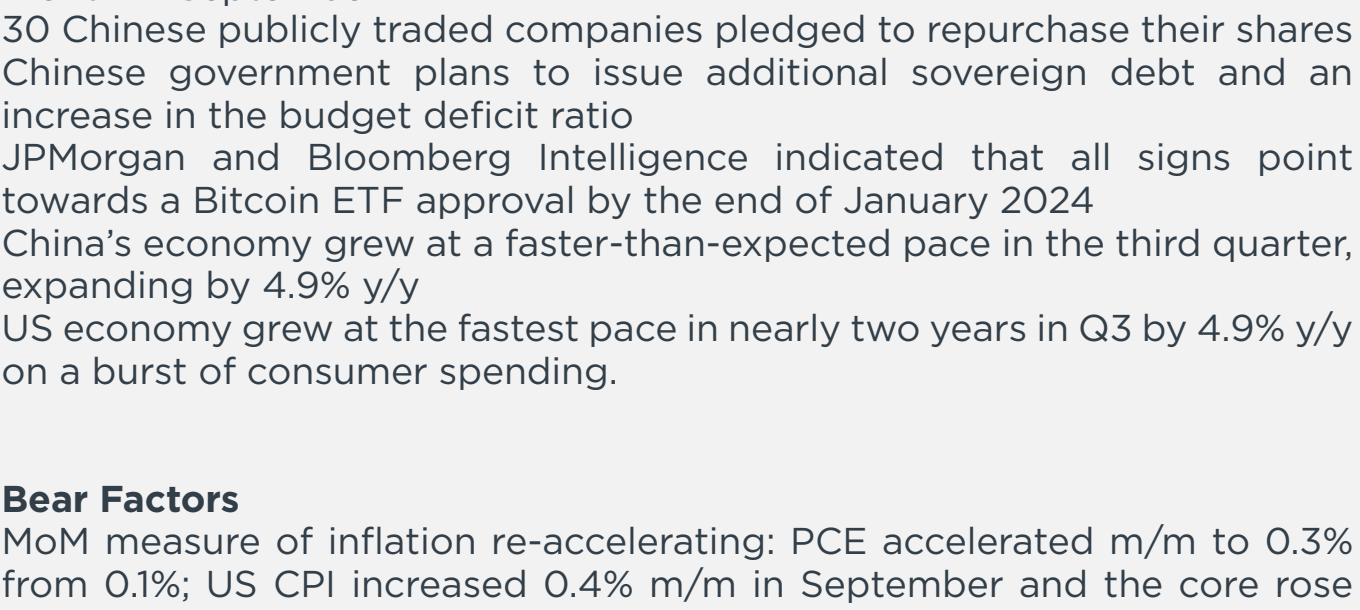 30 Chinese publicly traded companies pledged to repurchase their shares
Chinese government plans to issue additional sovereign debt and an
increase in the budget deficit ratio
JPMorgan and Bloomberg Intelligence indicated that all signs point
towards a Bitcoin ETF approval by the end of January 2024
China’s economy grew at a faster-than-expected pace in the third quarter,
expanding by 4.9% y/y
US economy grew at the fastest pace in nearly two years in Q3 by 4.9% y/y
on a burst of consumer spending.
Bear Factors
MoM measure of inflation re-accelerating: PCE accelerated m/m to 0.3%
from 0.1%; US CPI increased 0.4% m/m in September and the core rose